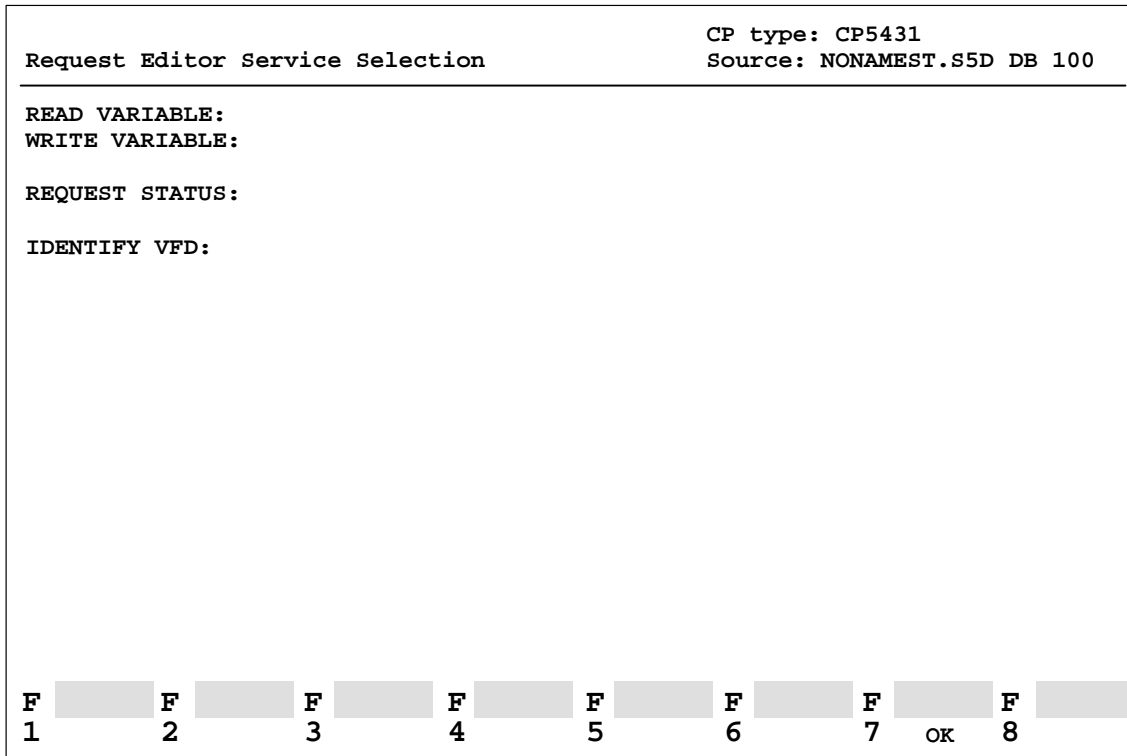 CP type: CP5431
Request Editor Service Selection Source: NONAMEST.S5D DB 100
READ VARIABLE:
WRITE VARIABLE:
REQUEST STATUS:
IDENTIFY VFD:
F F F F F F F F
1 2 3 4 5 6 7 OK 8